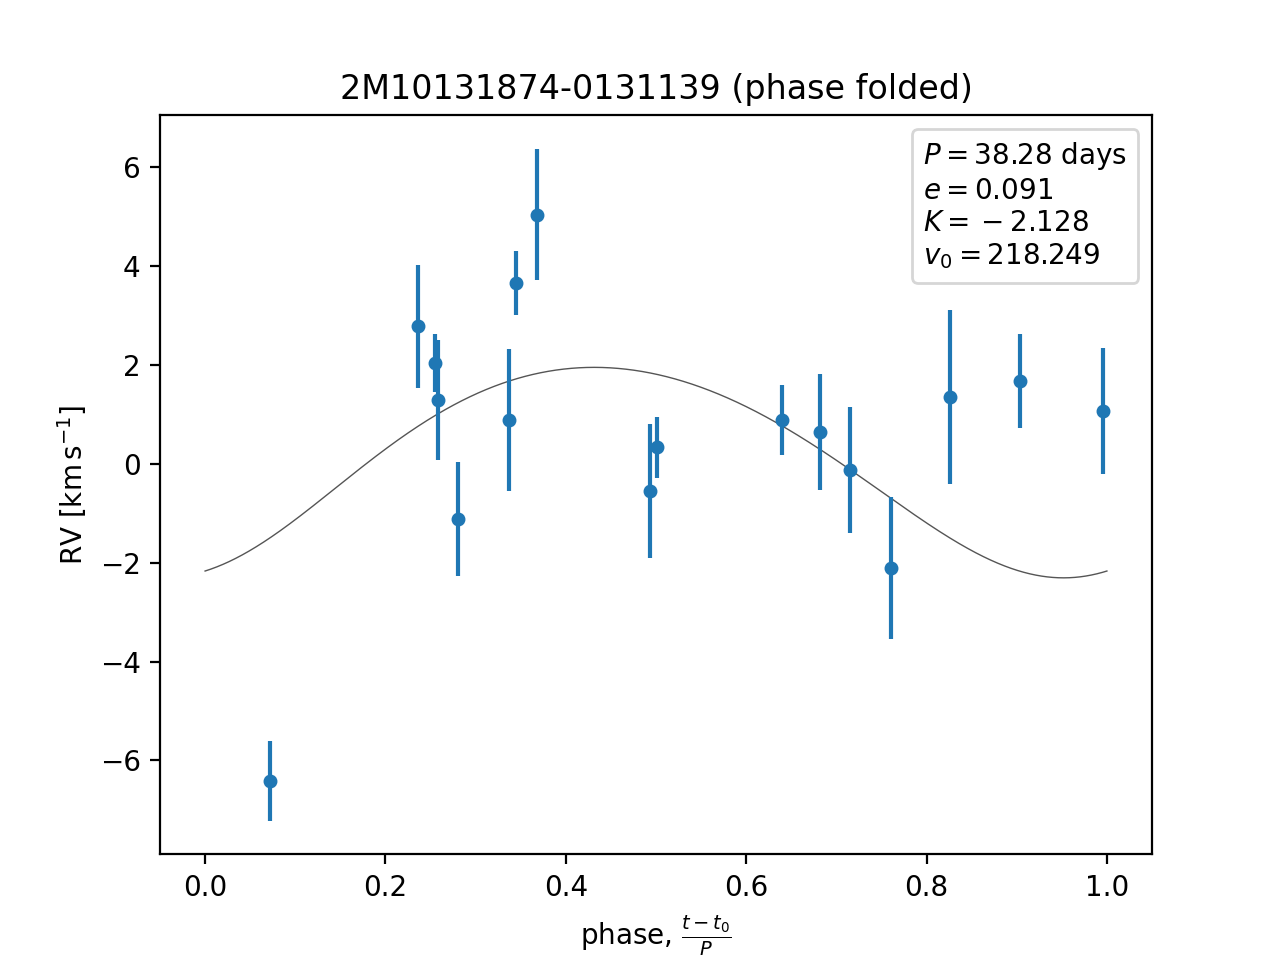 2M10131874-0131139 (phase folded)
P = 38.28 days
e = 0.091
K = −2.128
v₀ = 218.249
6
4
2
0
−2
−4
−6
RV [km s⁻¹]
0.0 0.2 0.4 0.6 0.8 1.0
phase, (t − t₀)/P